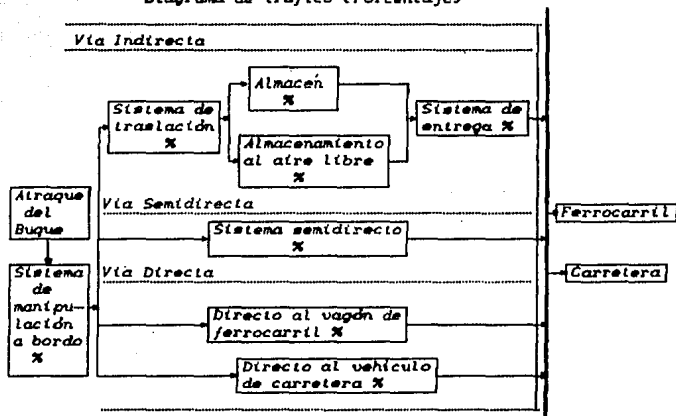 Diagrama de tráfico (Porcentaje)
Vía Indirecta
Almacén
%
Sistema de
traslación
%
Sistema de
entrega %
Almacenamiento
al aire libre
%
Atraque
del
Buque
Vía Semidirecta
Ferrocarril
Sistema semidirecto
%
Sistema
de
manipu-
lación
a bordo
%
Vía Directa
Carretera
Directo al vagón de
ferrocarril %
Directo al vehículo
de carretera %